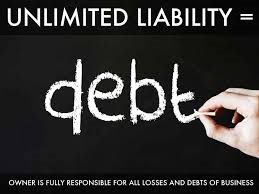 UNLIMITED LIABILITY =
debt
OWNER IS FULLY RESPONSIBLE FOR ALL LOSSES AND DEBTS OF BUSINESS